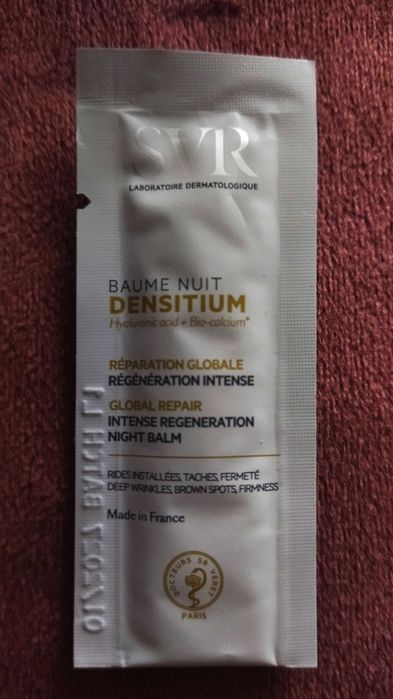 SVR
LABORATOIRE DERMATOLOGIQUE
BAUME NUIT
DENSITIUM
Hyaluronic acid + Bio-calcium*
RÉPARATION GLOBALE
RÉGÉNÉRATION INTENSE
GLOBAL REPAIR
INTENSE REGENERATION
NIGHT BALM
RIDES INSTALLÉES, TACHES, FERMETÉ
DEEP WRINKLES, BROWN SPOTS, FIRMNESS
Made in France
DOCTEURS SR VERET
PARIS